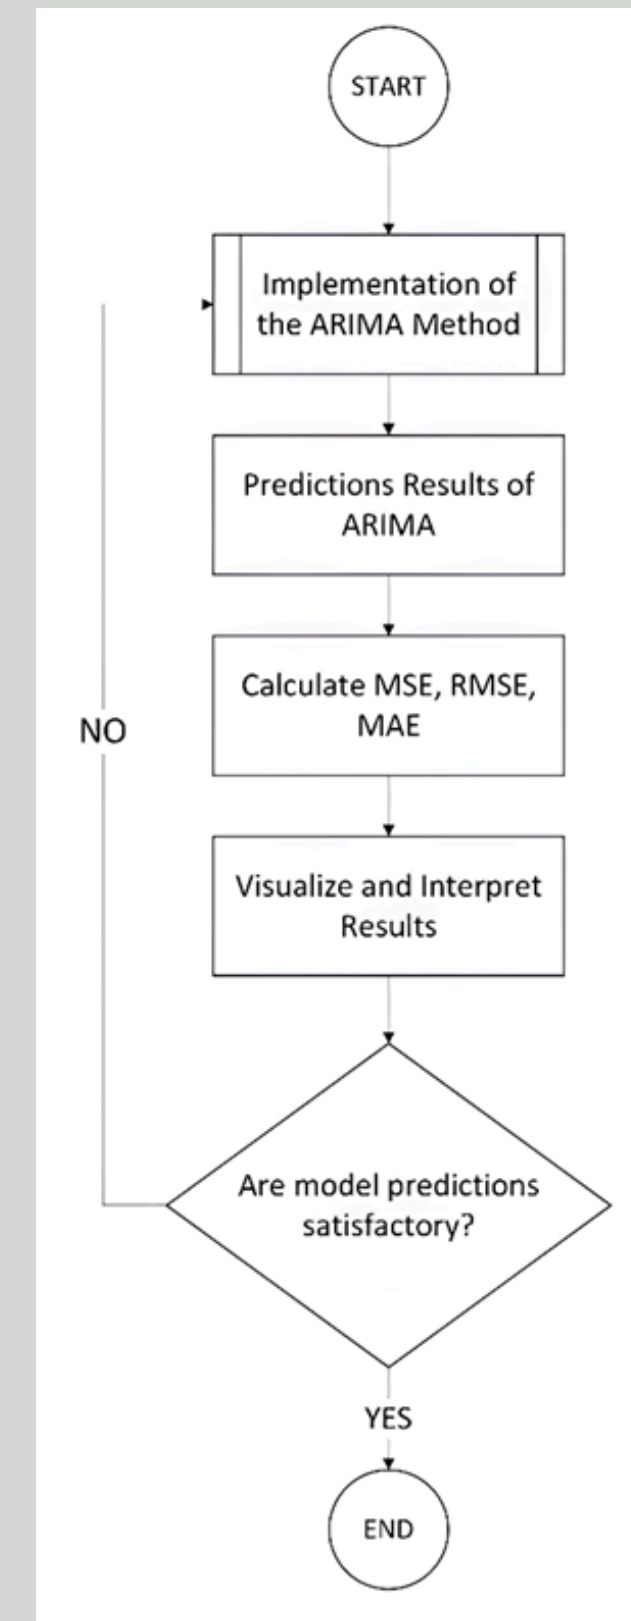 START
Implementation of
the ARIMA Method
Predictions Results of
ARIMA
Calculate MSE, RMSE,
MAE
NO
Visualize and Interpret
Results
Are model predictions
satisfactory?
YES
END